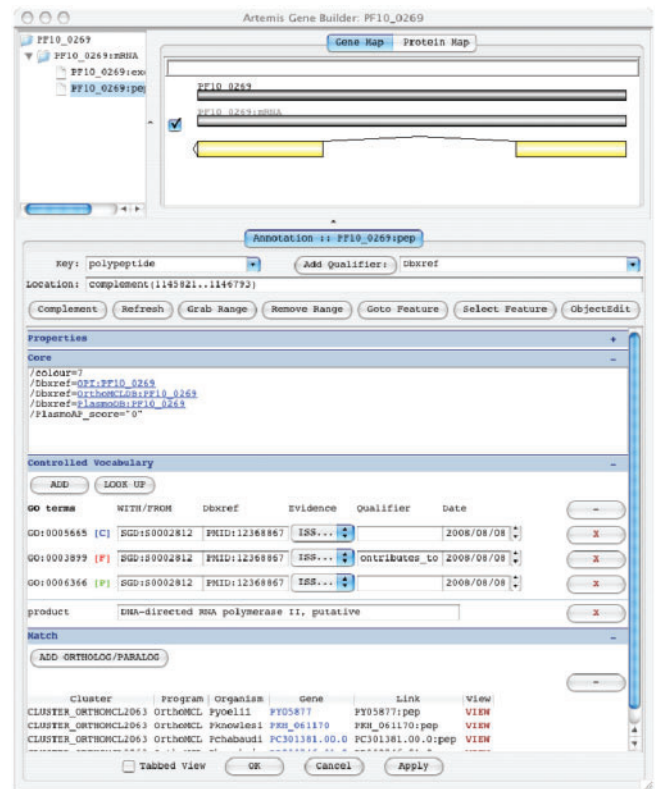 Artemis Gene Builder: PF10_0269
PF10_0269
PF10_0269:mRNA
PF10_0269:exo
PF10_0269:pep
Gene Map Protein Map
PF10_0269
PF10_0269:mRNA
Annotation :: PF10_0269:pep
Key: polypeptide Add Qualifier: Dbxref
Location: complement(1145821..1146793)
Complement Refresh Grab Range Remove Range Goto Feature Select Feature ObjectEdit
Properties +
Core -
/colour=7
/Dbxref=OPI:PF10_0269
/Dbxref=OrthoMCLDB:PF10_0269
/Dbxref=PlasmoDB:PF10_0269
/PlasmoAP_score="0"
Controlled Vocabulary -
ADD LOOK UP
GO terms WITH/FROM Dbxref Evidence Qualifier Date -
GO:0005665 [C] SGD:S0002812 PMID:12368867 ISS... 2008/08/08 X
GO:0003899 [F] SGD:S0002812 PMID:12368867 ISS... ontributes_to 2008/08/08 X
GO:0006366 [P] SGD:S0002812 PMID:12368867 ISS... 2008/08/08 X
product DNA-directed RNA polymerase II, putative X
Match -
ADD ORTHOLOG/PARALOG
-
Cluster Program Organism Gene Link View
CLUSTER_ORTHOMCL2063 OrthoMCL Pyoelii PY05877 PY05877:pep VIEW
CLUSTER_ORTHOMCL2063 OrthoMCL Pknowlesi PKH_061170 PKH_061170:pep VIEW
CLUSTER_ORTHOMCL2063 OrthoMCL Pchabaudi PC301381.00.0 PC301381.00.0:pep VIEW
Tabbed View OK Cancel Apply